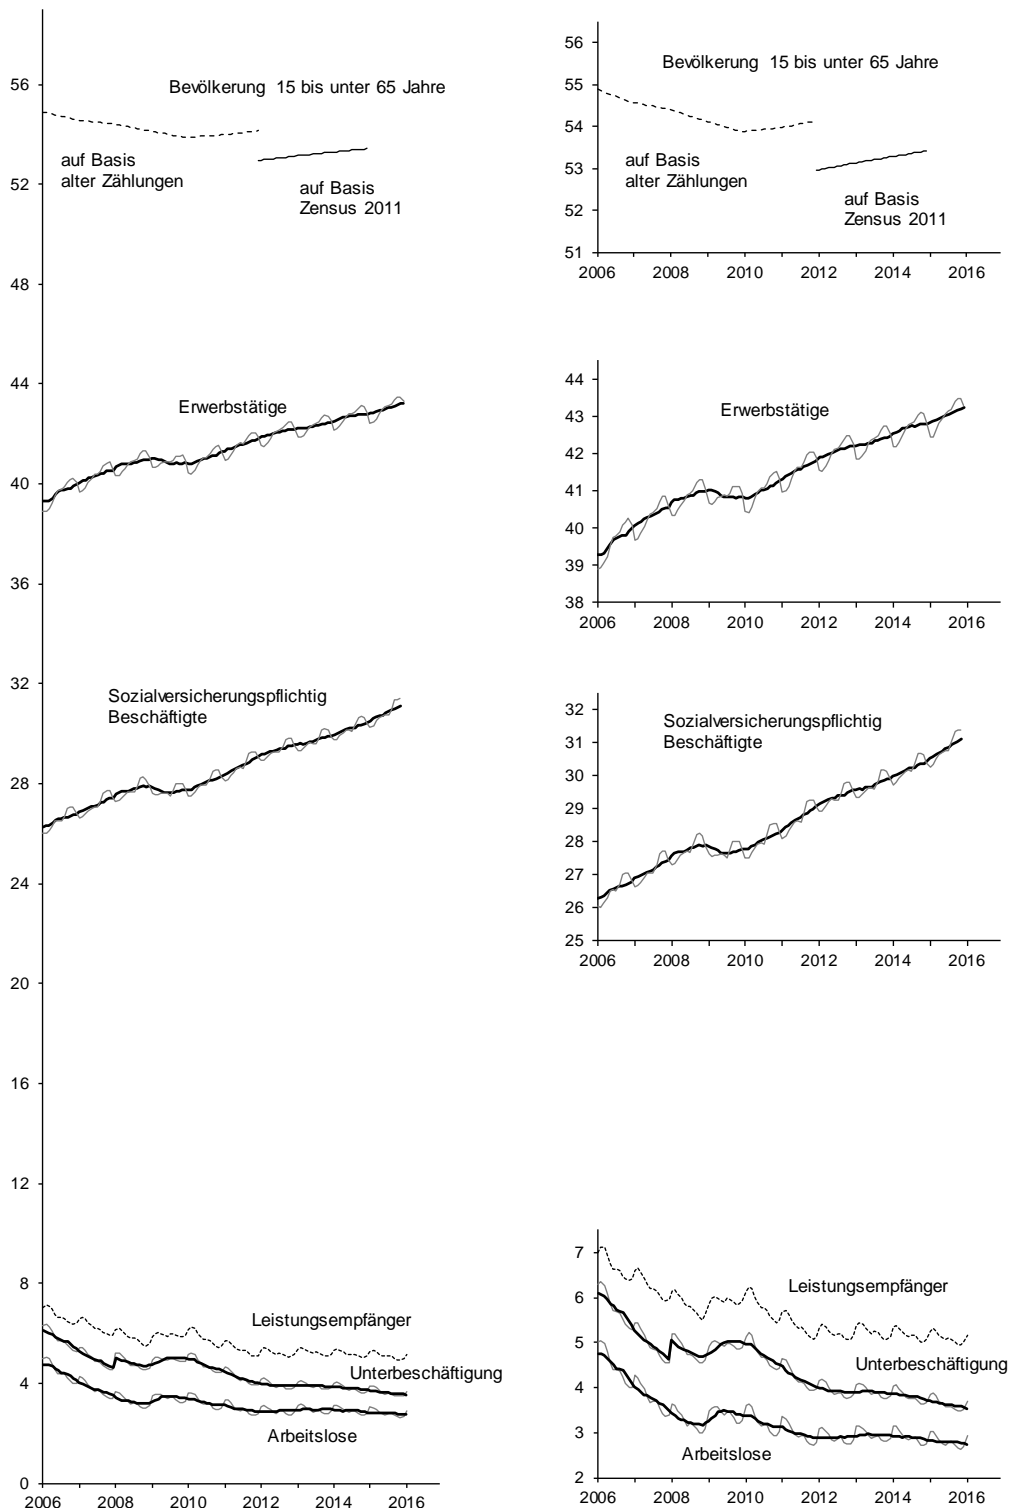 56
Bevölkerung 15 bis unter 65 Jahre
auf Basis
alter Zählungen
52
auf Basis
Zensus 2011
48
44
Erwerbstätige
40
36
32
Sozialversicherungspflichtig
Beschäftigte
28
24
20
16
12
8
Leistungsempfänger
Unterbeschäftigung
4
Arbeitslose
0
2006 2008 2010 2012 2014 2016
56
Bevölkerung 15 bis unter 65 Jahre
55
54
auf Basis
alter Zählungen
53
auf Basis
Zensus 2011
52
51
2006 2008 2010 2012 2014 2016
44
Erwerbstätige
43
42
41
40
39
38
2006 2008 2010 2012 2014 2016
32
Sozialversicherungspflichtig
Beschäftigte
31
30
29
28
27
26
25
2006 2008 2010 2012 2014 2016
7
Leistungsempfänger
6
5
Unterbeschäftigung
4
3
Arbeitslose
2
2006 2008 2010 2012 2014 2016